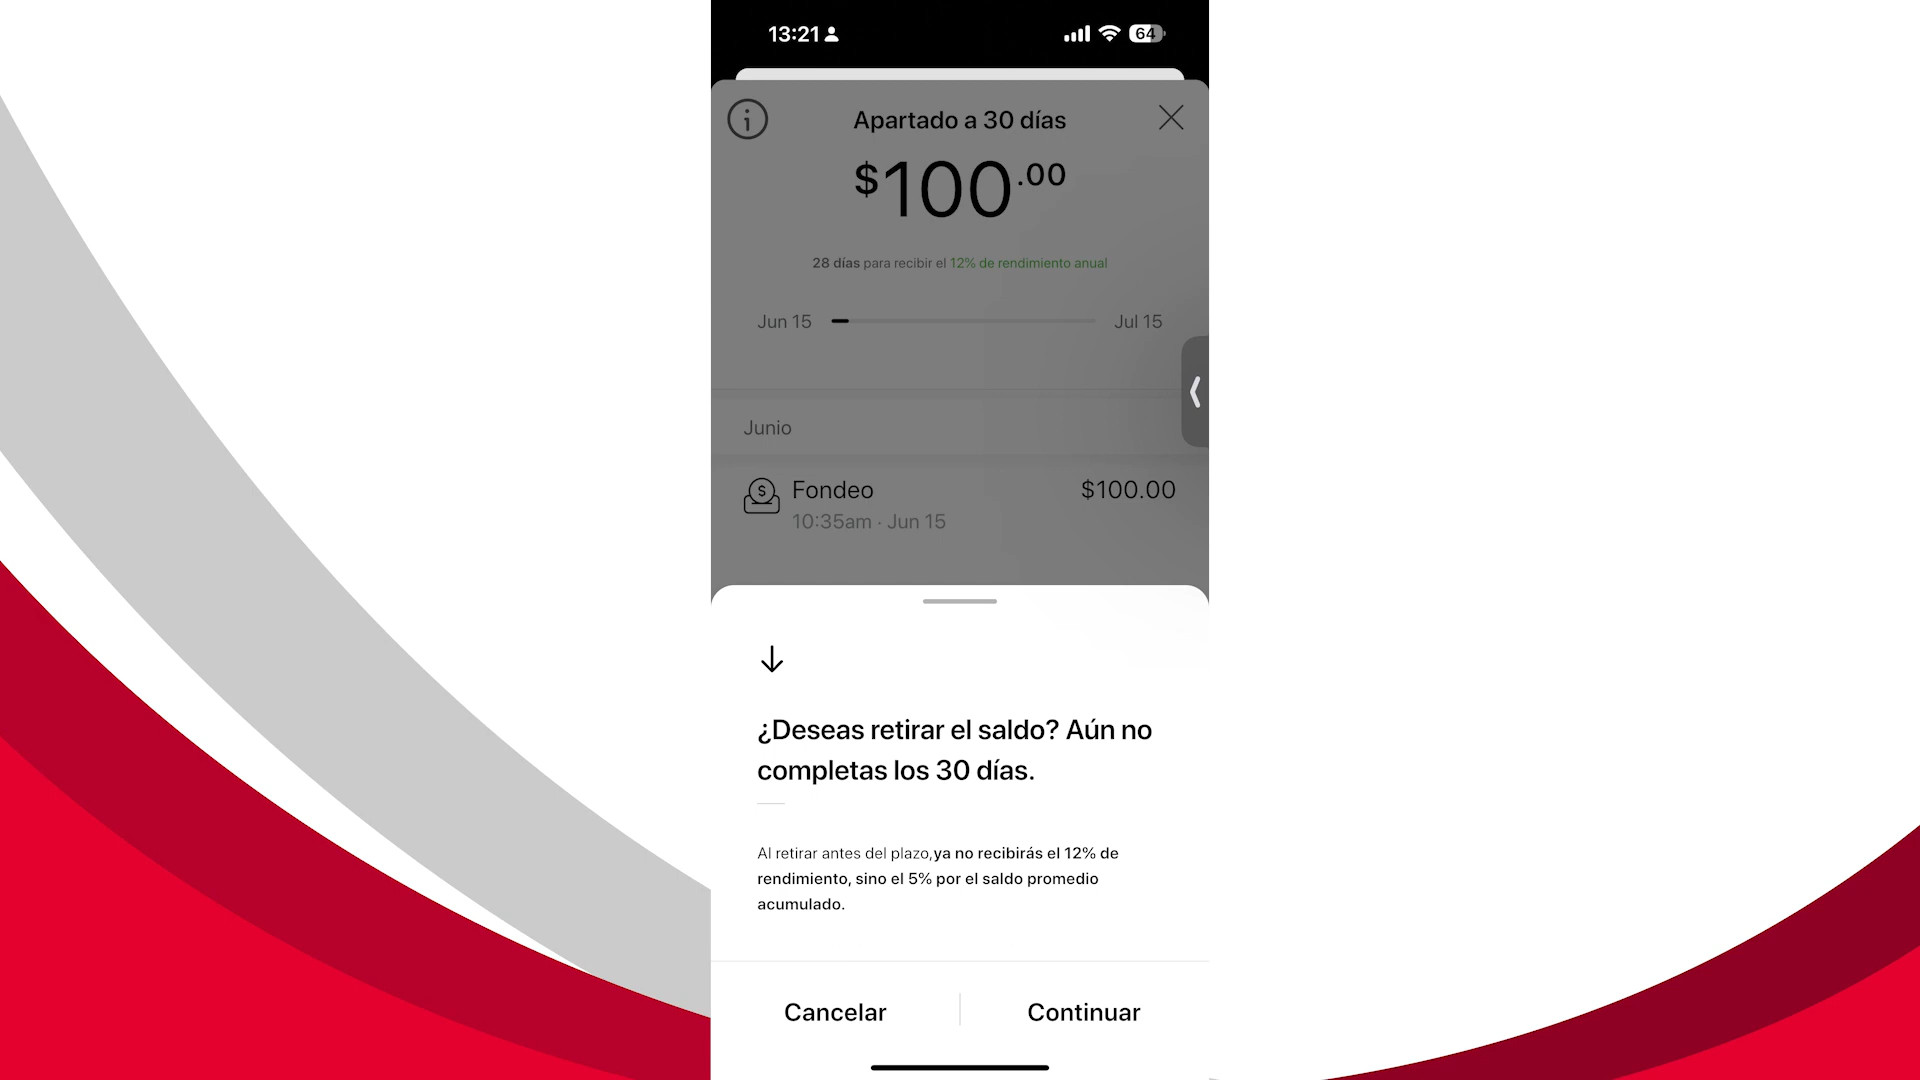 13:21
64
Apartado a 30 días
$100.00
28 días para recibir el 12% de rendimiento anual
Jun 15
Jul 15
Junio
Fondeo
$100.00
10:35am · Jun 15
¿Deseas retirar el saldo? Aún no
completas los 30 días.
Al retirar antes del plazo,ya no recibirás el 12% de
rendimiento, sino el 5% por el saldo promedio
acumulado.
Cancelar
Continuar